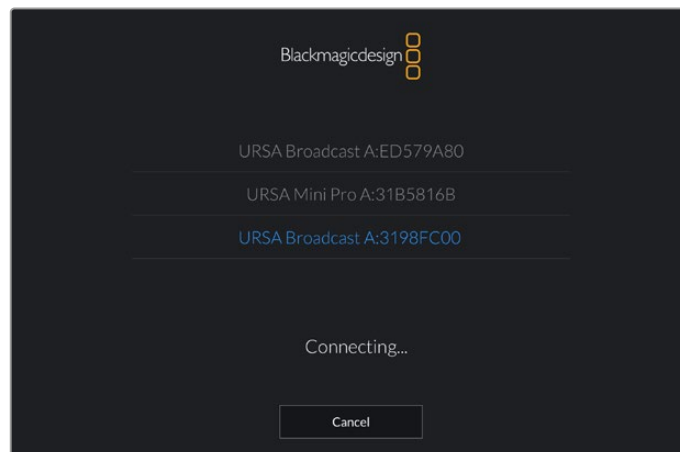 Blackmagicdesign
URSA Broadcast A:ED579A80
URSA Mini Pro A:31B5816B
URSA Broadcast A:3198FC00
Connecting...
Cancel